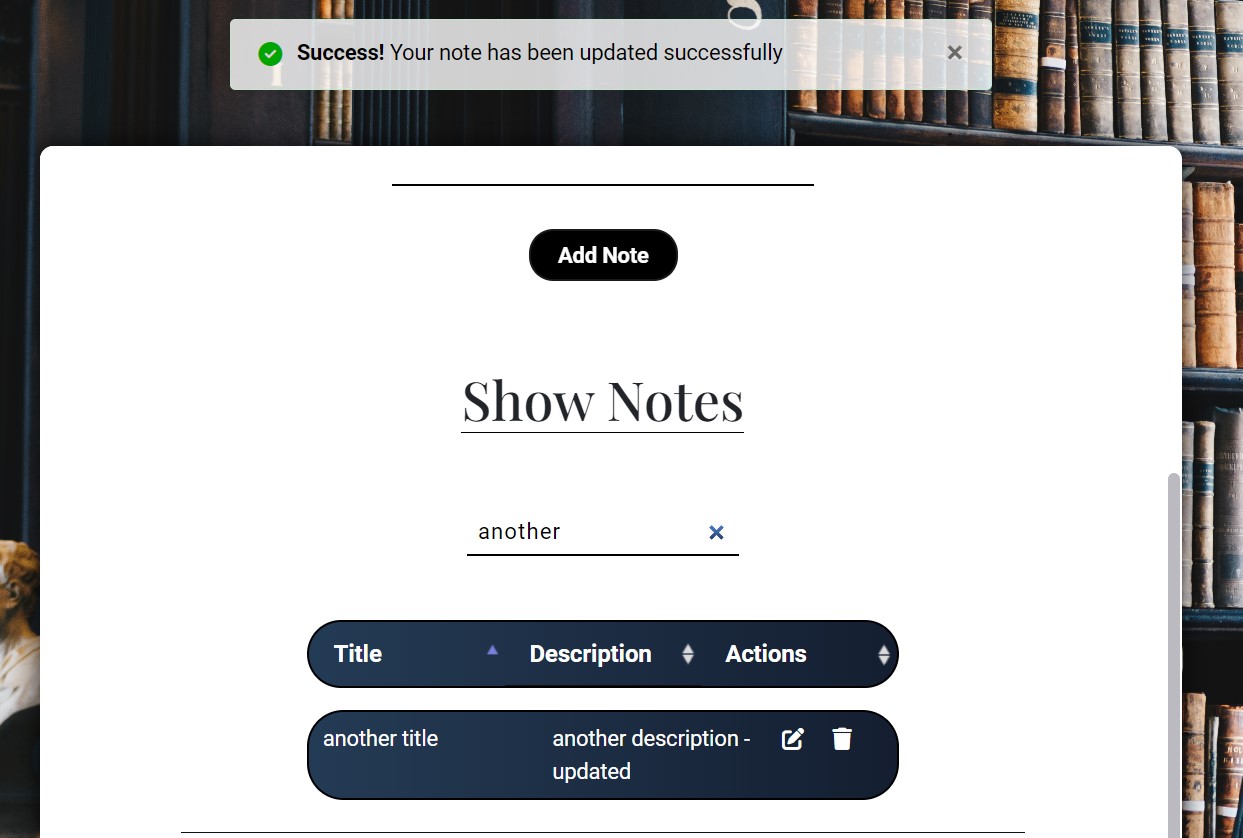 Success! Your note has been updated successfully
Add Note
Show Notes
another
Title Description Actions
another title another description -
updated